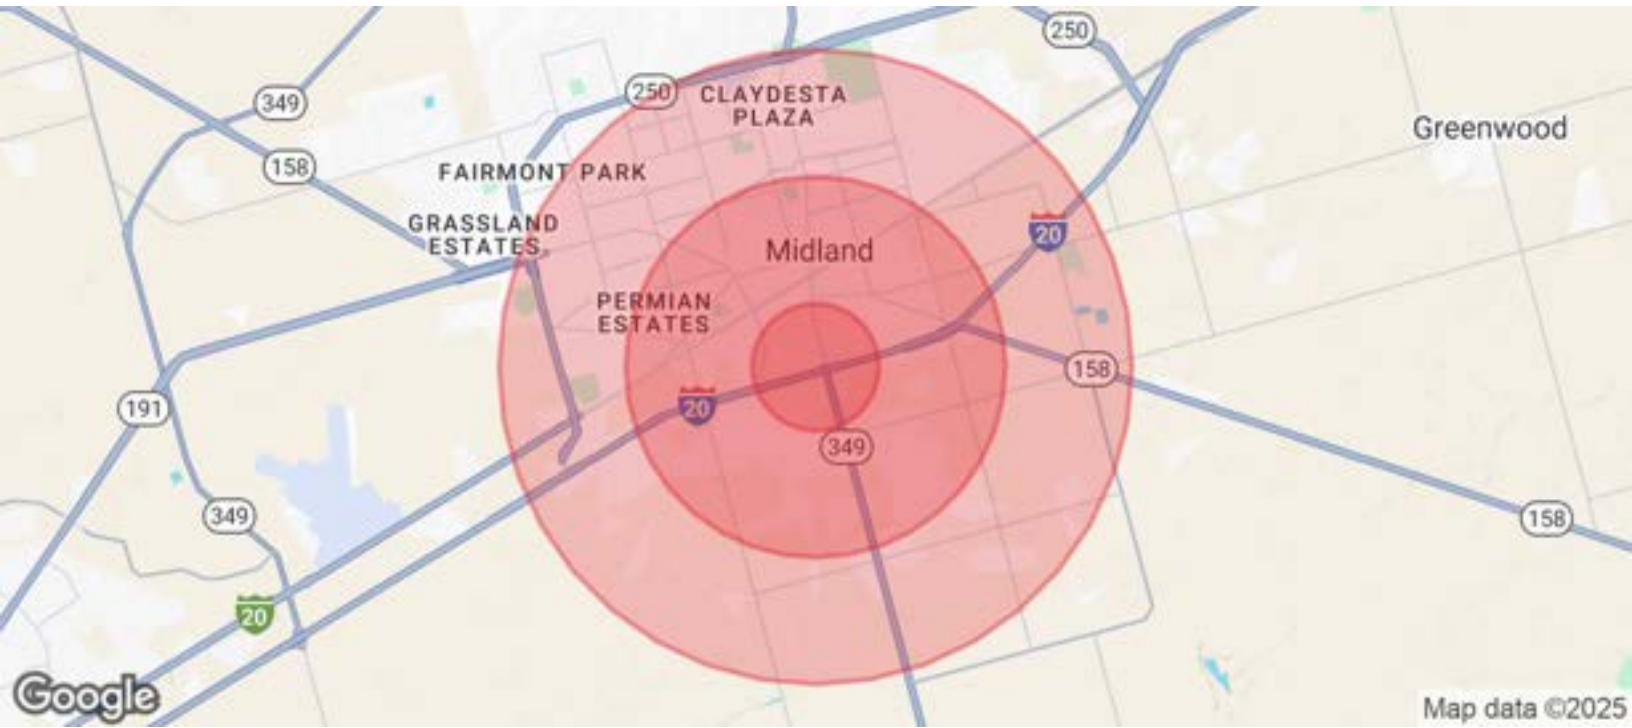 250
250
349
CLAYDESTA
PLAZA
Greenwood
158
FAIRMONT PARK
GRASSLAND
ESTATES
20
Midland
PERMIAN
ESTATES
158
191
20
349
349
158
20
Google
Map data ©2025